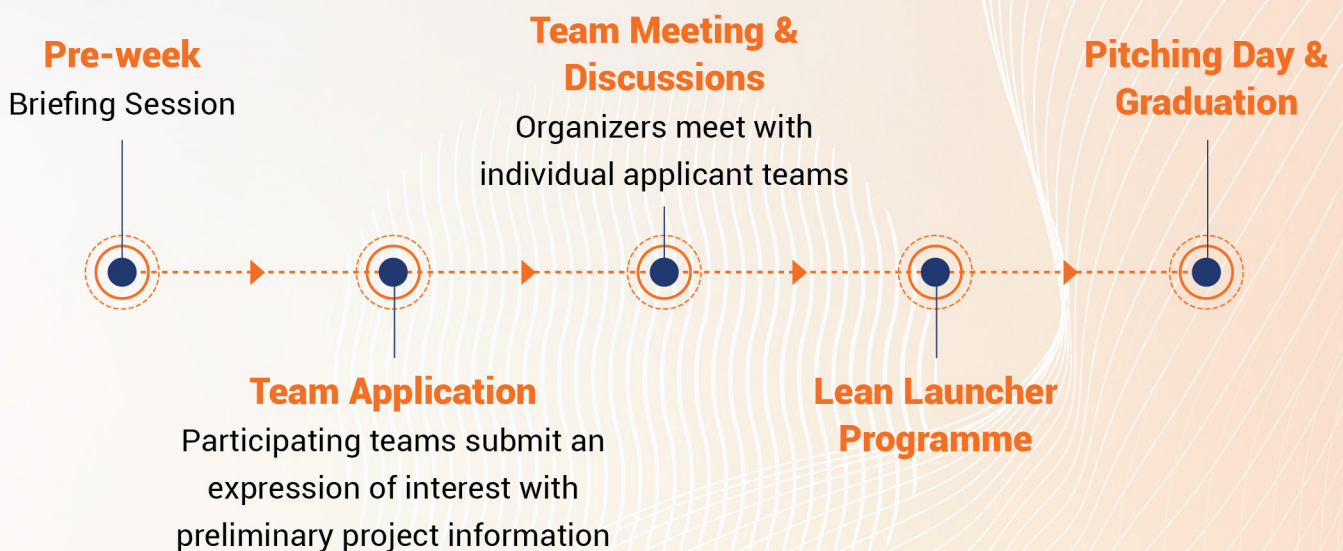 Pre-week
Briefing Session
Team Application
Participating teams submit an
expression of interest with
preliminary project information
Team Meeting &
Discussions
Organizers meet with
individual applicant teams
Lean Launcher
Programme
Pitching Day &
Graduation